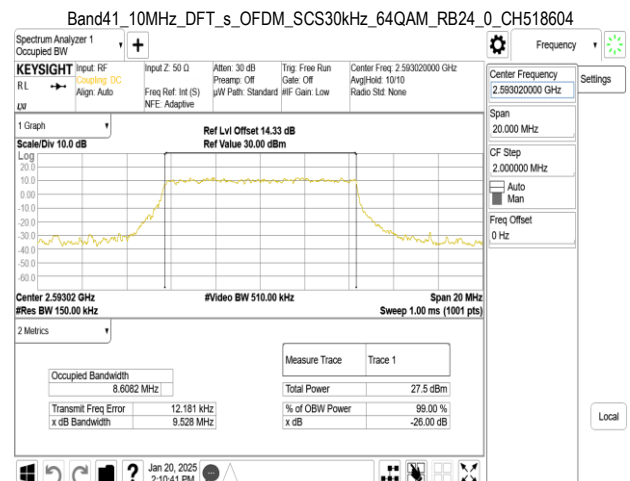 Band41_10MHz_DFT_s_OFDM_SCS30kHz_64QAM_RB24_0_CH518604
Spectrum Analyzer 1
Occupied BW
Frequency
KEYSIGHT Input: RF Input Z: 50 Ω Atten: 30 dB Trig: Free Run Center Freq: 2.593020000 GHz
RL Coupling: DC Preamp: Off Gate: Off Avg|Hold: 10/10
Align: Auto Freq Ref: Int (S) µW Path: Standard #IF Gain: Low Radio Std: None
NFE: Adaptive
LXI
Center Frequency
2.593020000 GHz
Settings
Span
20.000 MHz
CF Step
2.000000 MHz
Auto
Man
Freq Offset
0 Hz
Local
1 Graph
Ref Lvl Offset 14.33 dB
Scale/Div 10.0 dB Ref Value 30.00 dBm
Log
20.0
10.0
0.00
-10.0
-20.0
-30.0
-40.0
-50.0
-60.0
Center 2.59302 GHz #Video BW 510.00 kHz Span 20 MHz
#Res BW 150.00 kHz Sweep 1.00 ms (1001 pts)
2 Metrics
Measure Trace Trace 1
Occupied Bandwidth
8.6082 MHz Total Power 27.5 dBm
Transmit Freq Error 12.181 kHz % of OBW Power 99.00 %
x dB Bandwidth 9.528 MHz x dB -26.00 dB
? Jan 20, 2025
2:10:41 PM